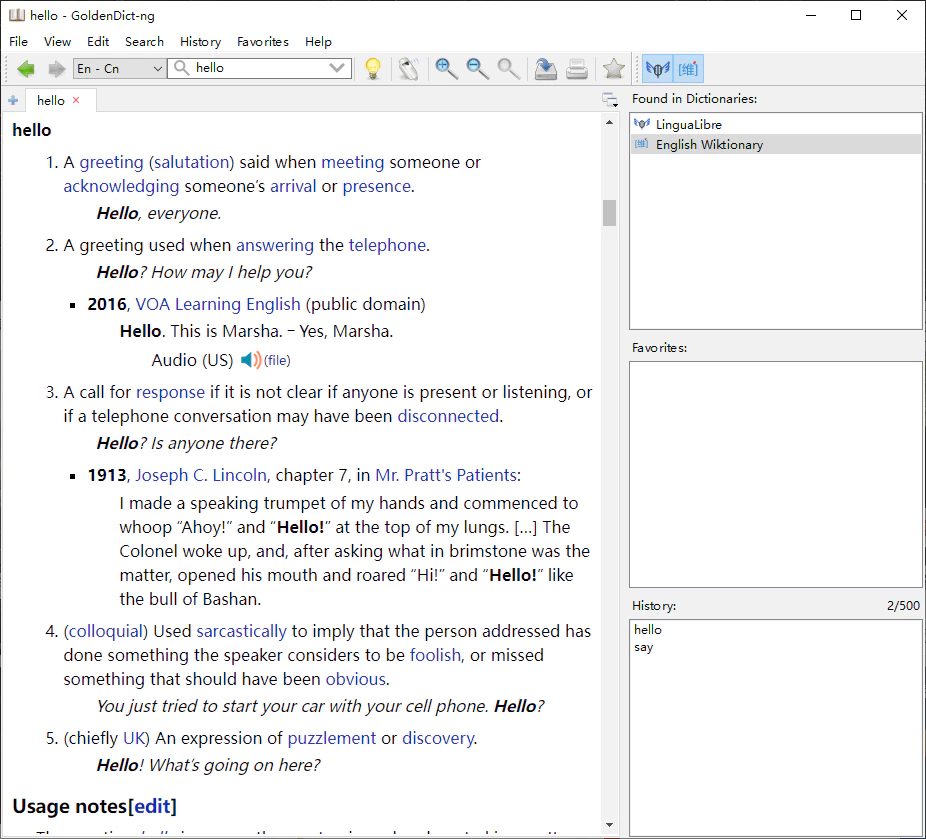 hello - GoldenDict-ng
File View Edit Search History Favorites Help
En - Cn hello
hello
hello
1. A greeting (salutation) said when meeting someone or
acknowledging someone’s arrival or presence.
Hello, everyone.
2. A greeting used when answering the telephone.
Hello? How may I help you?
2016, VOA Learning English (public domain)
Hello. This is Marsha. – Yes, Marsha.
Audio (US) (file)
3. A call for response if it is not clear if anyone is present or listening, or
if a telephone conversation may have been disconnected.
Hello? Is anyone there?
1913, Joseph C. Lincoln, chapter 7, in Mr. Pratt's Patients:
I made a speaking trumpet of my hands and commenced to
whoop “Ahoy!” and “Hello!” at the top of my lungs. […] The
Colonel woke up, and, after asking what in brimstone was the
matter, opened his mouth and roared “Hi!” and “Hello!” like
the bull of Bashan.
4. (colloquial) Used sarcastically to imply that the person addressed has
done something the speaker considers to be foolish, or missed
something that should have been obvious.
You just tried to start your car with your cell phone. Hello?
5. (chiefly UK) An expression of puzzlement or discovery.
Hello! What’s going on here?
Usage notes[edit]
[维]
Found in Dictionaries:
LinguaLibre
[维] English Wiktionary
Favorites:
History: 2/500
hello
say